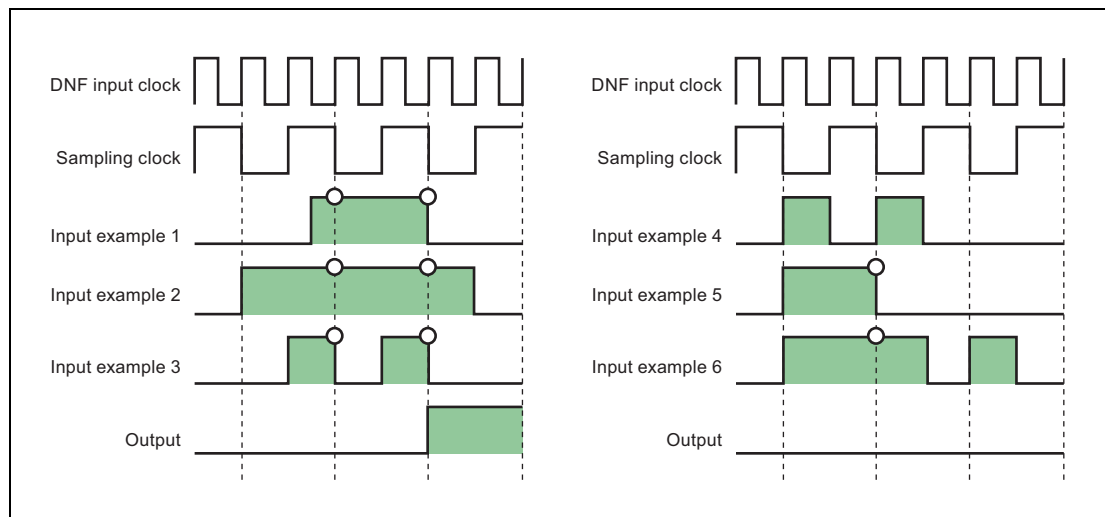 DNF input clock
Sampling clock
Input example 1
Input example 2
Input example 3
Output
DNF input clock
Sampling clock
Input example 4
Input example 5
Input example 6
Output